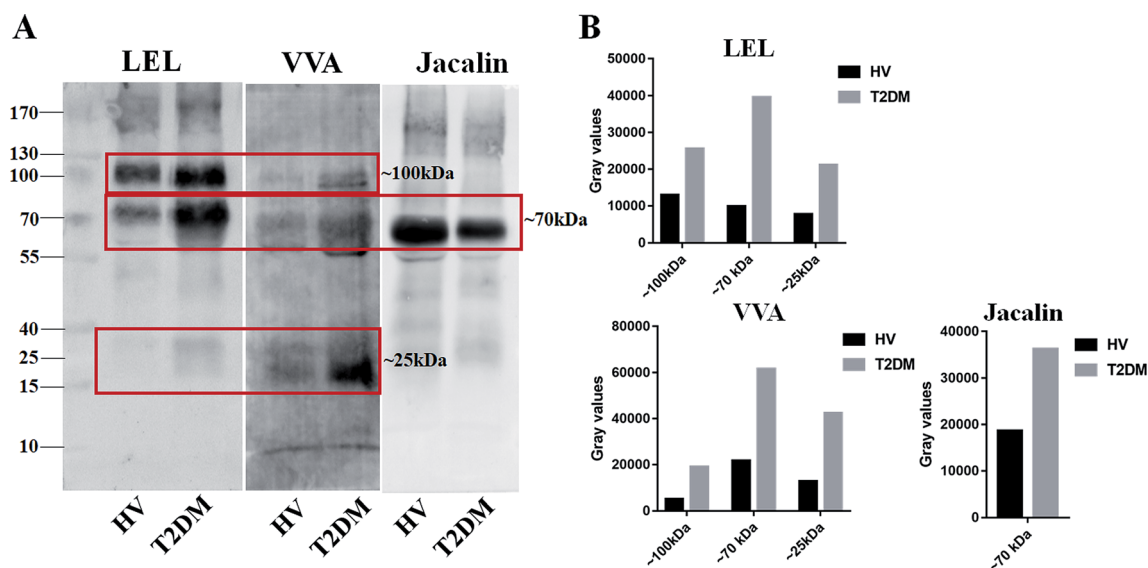 A
LEL
VVA
Jacalin
170
130
100
70
55
40
25
15
10
~100kDa
~70kDa
~25kDa
HV
T2DM
HV
T2DM
HV
T2DM
B
LEL
Gray values
50000
40000
30000
20000
10000
0
HV
T2DM
~100kDa
~70 kDa
~25kDa
VVA
Gray values
80000
60000
40000
20000
0
HV
T2DM
~100kDa
~70 kDa
~25kDa
Jacalin
Gray values
40000
30000
20000
10000
0
HV
T2DM
~70 kDa